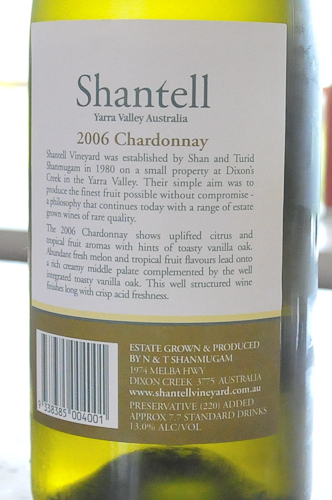 Shantell
Yarra Valley Australia
2006 Chardonnay
Shantell Vineyard was established by Shan and Turid
Shanmugam in 1980 on a small property at Dixon's
Creek in the Yarra Valley. Their simple aim was to
produce the finest fruit possible without compromise -
a philosophy that continues today with a range of estate
grown wines of rare quality.
The 2006 Chardonnay shows uplifted citrus and
tropical fruit aromas with hints of toasty vanilla oak.
Abundant fresh melon and tropical fruit flavours lead onto
a rich creamy middle palate complemented by the well
integrated toasty vanilla oak. This well structured wine
finishes long with crisp acid freshness.
ESTATE GROWN & PRODUCED
BY N & T SHANMUGAM
1974 MELBA HWY
DIXON CREEK 3775 AUSTRALIA
www.shantellvineyard.com.au
PRESERVATIVE (220) ADDED
APPROX 7.7 STANDARD DRINKS
13.0% ALC/VOL
9 338385 004001